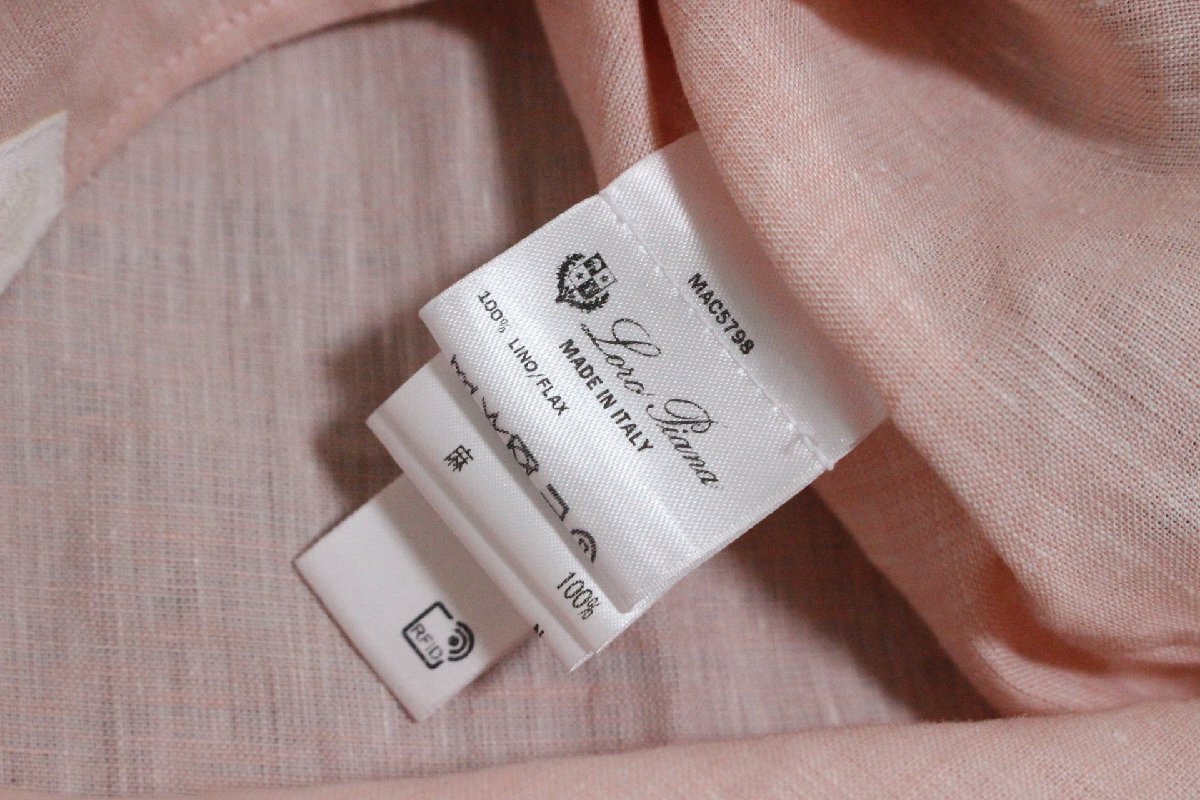 MAC5798
Loro Piana
MADE IN ITALY
100% LINO/FLAX
麻
100%
RFID